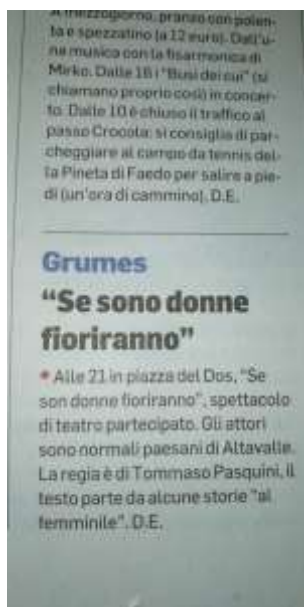 A mezzogiorno, pranzo con polen-
ta e spezzatino (a 12 euro). Dall'u-
na musica con la fisarmonica di
Mirko. Dalle 16 i "Busi dei cui" (si
chiamano proprio così) in concer-
to. Dalle 10 è chiuso il traffico al
passo Croccola: si consiglia di par-
cheggiare al campo da tennis del-
la Pineta di Faedo per salire a pie-
di (un'ora di cammino). D.E.
Grumes
"Se sono donne
fioriranno"
• Alle 21 in piazza del Dos, "Se
son donne fioriranno", spettacolo
di teatro partecipato. Gli attori
sono normali paesani di Altavalle.
La regia è di Tommaso Pasquini, il
testo parte da alcune storie "al
femminile". D.E.